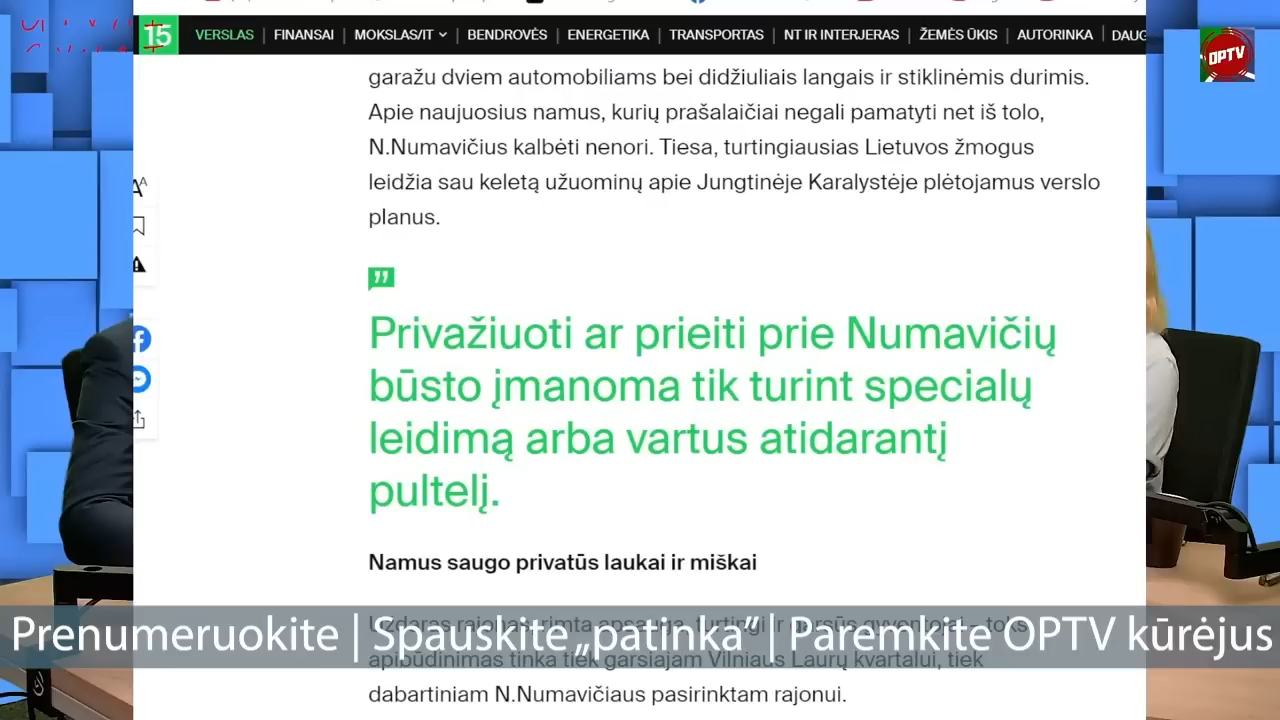 15
VERSLAS | FINANSAI | MOKSLAS/IT | BENDROVĖS | ENERGETIKA | TRANSPORTAS | NT IR INTERJERAS | ŽEMĖS ŪKIS | AUTORINKA | DAUG
OPTV
garažu dviem automobiliams bei didžiuliais langais ir stiklinėmis durimis.
Apie naujuosius namus, kurių prašalaičiai negali pamatyti net iš tolo,
N.Numavičius kalbėti nenori. Tiesa, turtingiausias Lietuvos žmogus
leidžia sau keletą užuominų apie Jungtinėje Karalystėje plėtojamus verslo
planus.
Privažiuoti ar prieiti prie Numavičių
būsto įmanoma tik turint specialų
leidimą arba vartus atidarantį
pultelį.
Namus saugo privatūs laukai ir miškai
Prenumeruokite | Spauskite „patinka“ | Paremkite OPTV kūrėjus
apibūdinimas tinka tiek garsiajam Vilniaus Laurų kvartalui, tiek
dabartiniam N.Numavičiaus pasirinktam rajonui.